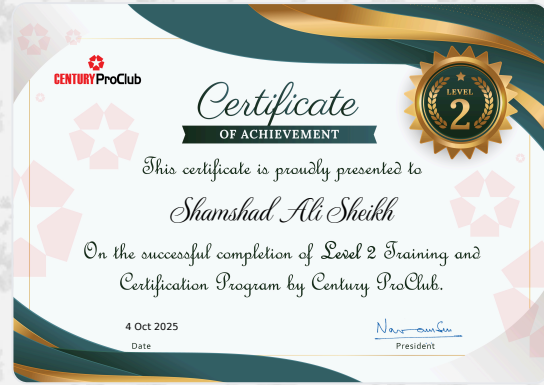 CENTURY ProClub
LEVEL
2
Certificate
OF ACHIEVEMENT
This certificate is proudly presented to
Shamshad Ali Sheikh
On the successful completion of Level 2 Training and
Certification Program by Century ProClub.
4 Oct 2025
Date
President